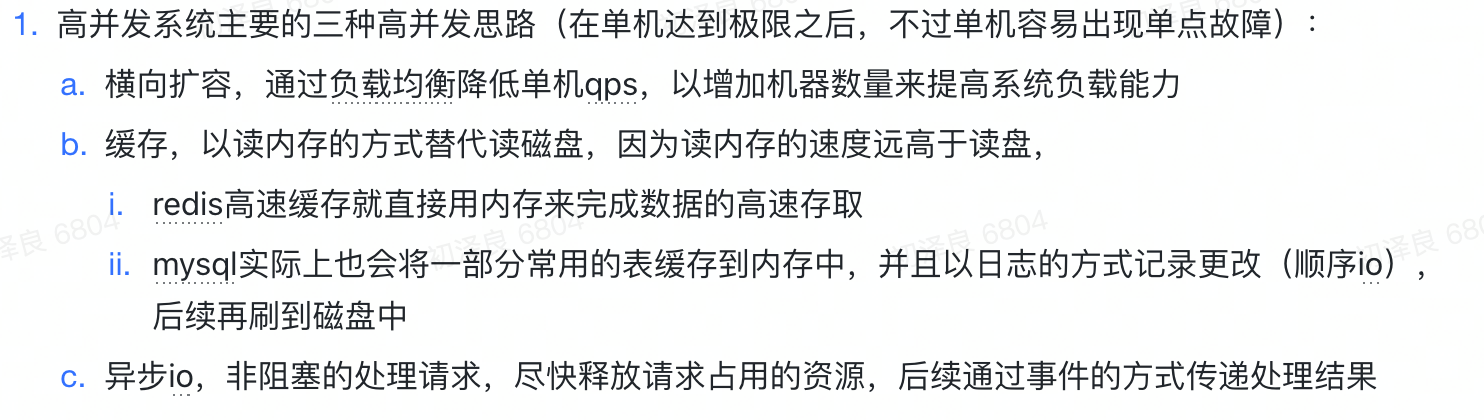 1. 高并发系统主要的三种高并发思路（在单机达到极限之后，不过单机容易出现单点故障）：
a. 横向扩容，通过负载均衡降低单机qps，以增加机器数量来提高系统负载能力
b. 缓存，以读内存的方式替代读磁盘，因为读内存的速度远高于读盘，
i. redis高速缓存就直接用内存来完成数据的高速存取
ii. mysql实际上也会将一部分常用的表缓存到内存中，并且以日志的方式记录更改（顺序io），
后续再刷到磁盘中
c. 异步io，非阻塞的处理请求，尽快释放请求占用的资源，后续通过事件的方式传递处理结果